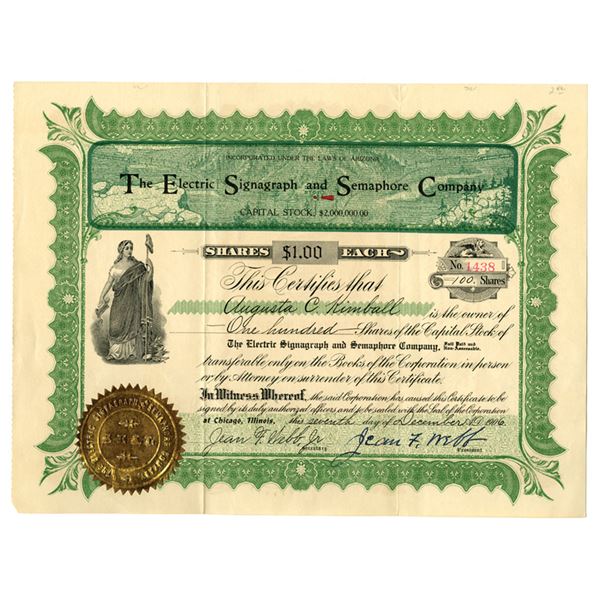 INCORPORATED UNDER THE LAWS OF ARIZONA
The Electric Signagraph and Semaphore Company
CAPITAL STOCK, $2,000,000.00
SHARES $1.00 EACH
No. 1438
100 Shares
This Certifies that
Augusta C. Kimball is the owner of
One hundred Shares of the Capital Stock of
The Electric Signagraph and Semaphore Company, Full Paid and Non-Assessable,
transferable only on the Books of the Corporation in person
or by Attorney on surrender of this Certificate.
In Witness Whereof, the said Corporation has caused this Certificate to be
signed by its duly authorized officers and to be sealed with the Seal of the Corporation
at Chicago, Illinois, this seventh day of December A.D. 1906
Jean F. Webb, Jr. Jean F. Webb
Secretary President